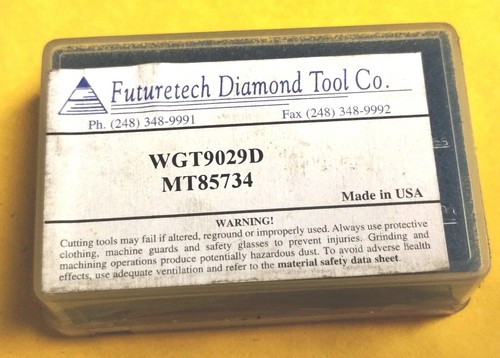 Futuretech Diamond Tool Co.
Ph. (248) 348-9991 Fax (248) 348-9992
WGT9029D
MT85734
Made in USA
WARNING!
Cutting tools may fail if altered, reground or improperly used. Always use protective
clothing, machine guards and safety glasses to prevent injuries. Grinding and
machining operations produce potentially hazardous dust. To avoid adverse health
effects, use adequate ventilation and refer to the material safety data sheet.